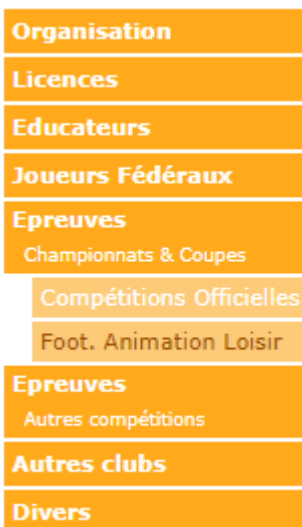 Organisation
Licences
Educateurs
Joueurs Fédéraux
Epreuves
Championnats & Coupes
Compétitions Officielles
Foot. Animation Loisir
Epreuves
Autres compétitions
Autres clubs
Divers